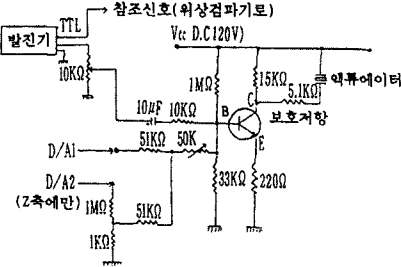 TTL
참조신호(위상검파기로)
발진기
Vcc D.C 120V)
10KΩ
1MΩ
15KΩ
액튜에이터
C
5.1KΩ
10μF
10KΩ
B
보호저항
51KΩ
50K
E
D/A1
D/A2
33KΩ
220Ω
(Z축에만)
1MΩ
51KΩ
1KΩ